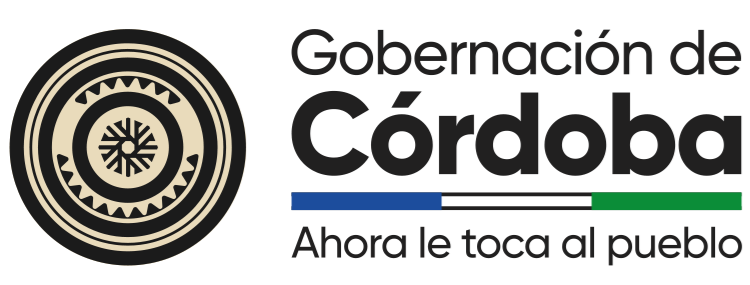 Gobernación de
Córdoba
Ahora le toca al pueblo